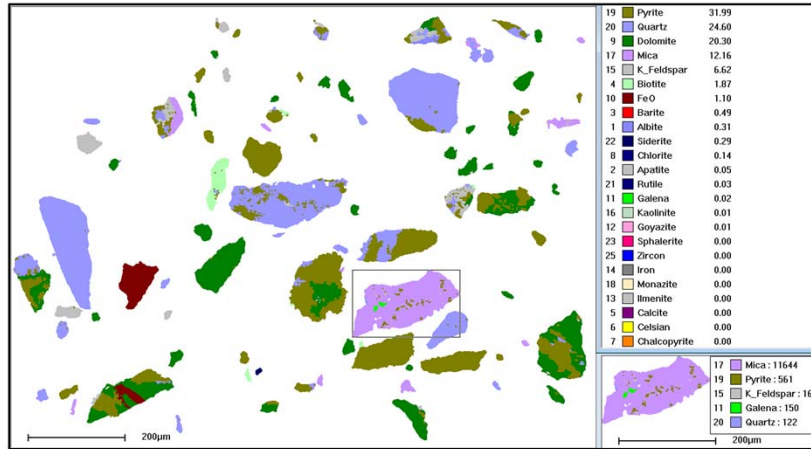 19 Pyrite 31.99
20 Quartz 24.60
9 Dolomite 20.30
17 Mica 12.16
15 K_Feldspar 6.62
4 Biotite 1.87
10 FeO 1.10
3 Barite 0.49
1 Albite 0.31
22 Siderite 0.29
8 Chlorite 0.14
2 Apatite 0.05
21 Rutile 0.03
11 Galena 0.02
16 Kaolinite 0.01
12 Goyazite 0.01
23 Sphalerite 0.00
25 Zircon 0.00
14 Iron 0.00
18 Monazite 0.00
13 Ilmenite 0.00
5 Calcite 0.00
6 Celsian 0.00
7 Chalcopyrite 0.00
17 Mica : 11644
19 Pyrite : 561
15 K_Feldspar : 16
11 Galena : 150
20 Quartz : 122
200µm
200µm